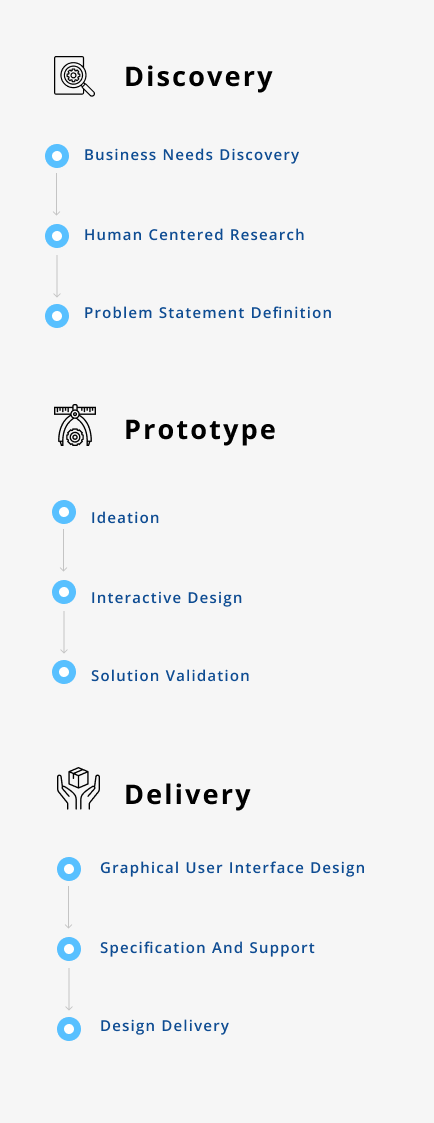 Discovery
Business Needs Discovery
Human Centered Research
Problem Statement Definition
Prototype
Ideation
Interactive Design
Solution Validation
Delivery
Graphical User Interface Design
Specification And Support
Design Delivery